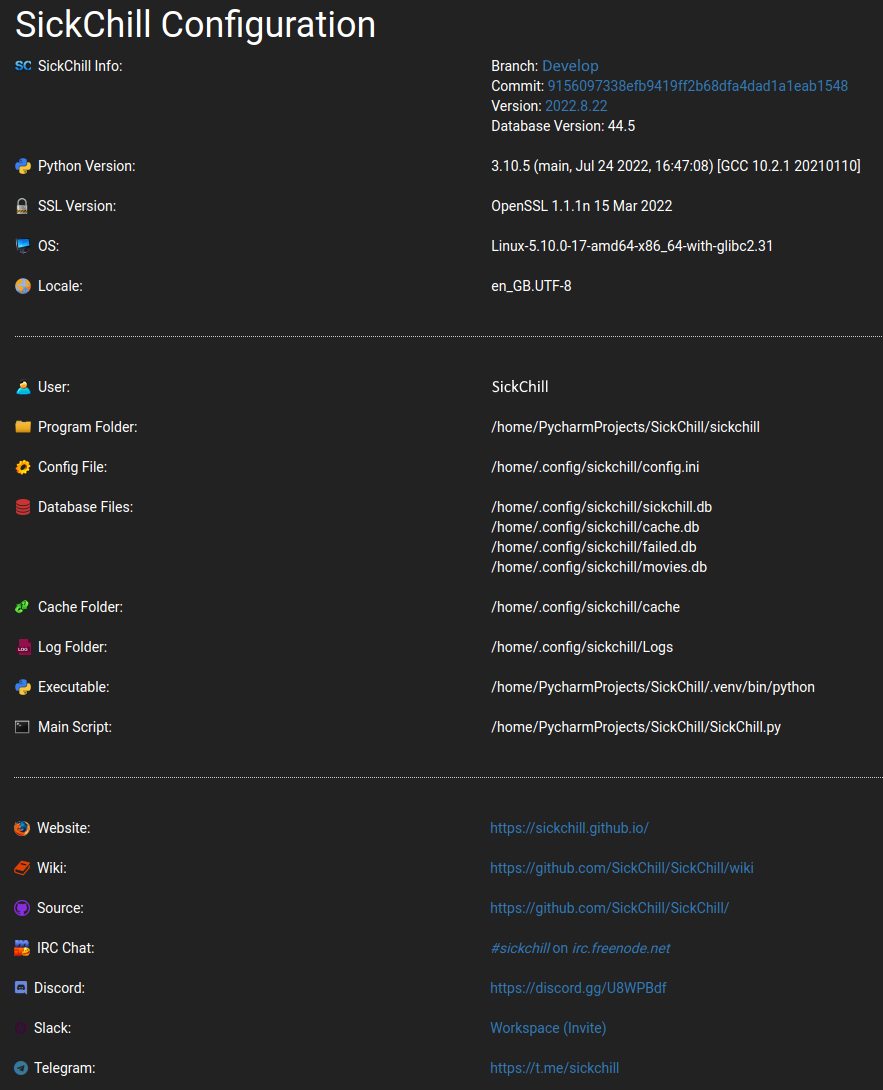 SickChill Configuration
SC SickChill Info: Branch: Develop
Commit: 9156097338efb9419ff2b68dfa4dad1a1eab1548
Version: 2022.8.22
Database Version: 44.5
Python Version: 3.10.5 (main, Jul 24 2022, 16:47:08) [GCC 10.2.1 20210110]
SSL Version: OpenSSL 1.1.1n 15 Mar 2022
OS: Linux-5.10.0-17-amd64-x86_64-with-glibc2.31
Locale: en_GB.UTF-8
User: SickChill
Program Folder: /home/PycharmProjects/SickChill/sickchill
Config File: /home/.config/sickchill/config.ini
Database Files: /home/.config/sickchill/sickchill.db
/home/.config/sickchill/cache.db
/home/.config/sickchill/failed.db
/home/.config/sickchill/movies.db
Cache Folder: /home/.config/sickchill/cache
LOG Log Folder: /home/.config/sickchill/Logs
Executable: /home/PycharmProjects/SickChill/.venv/bin/python
Main Script: /home/PycharmProjects/SickChill/SickChill.py
Website: https://sickchill.github.io/
Wiki: https://github.com/SickChill/SickChill/wiki
Source: https://github.com/SickChill/SickChill/
IRC Chat: #sickchill on irc.freenode.net
Discord: https://discord.gg/U8WPBdf
Slack: Workspace (Invite)
Telegram: https://t.me/sickchill